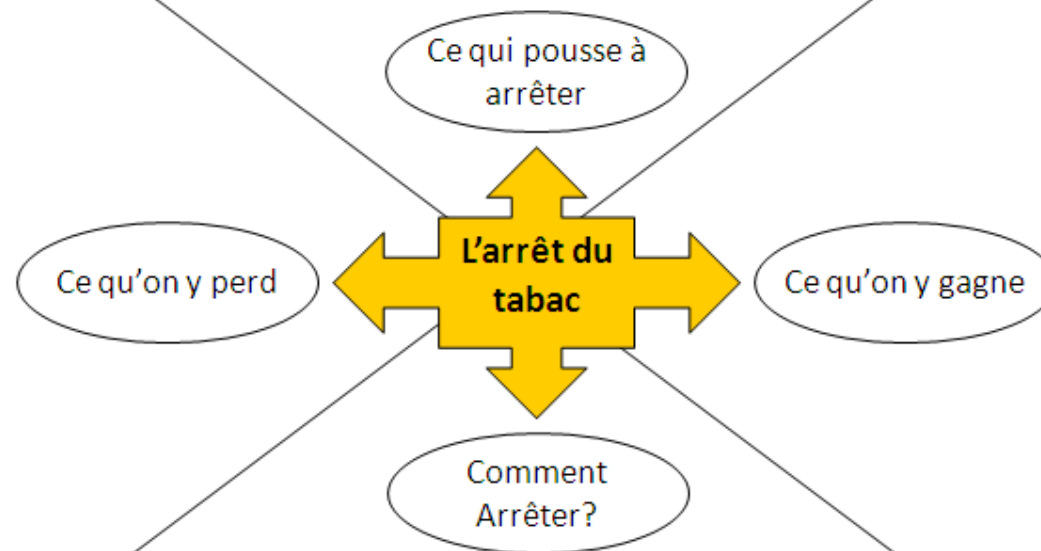 Ce qui pousse à
arrêter
L'arrêt du
tabac
Ce qu'on y perd
Ce qu'on y gagne
Comment
Arrêter?